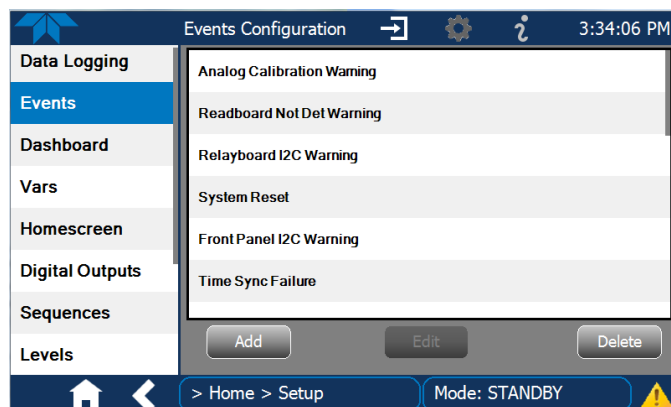 Events Configuration
3:34:06 PM
Data Logging
Events
Dashboard
Vars
Homescreen
Digital Outputs
Sequences
Levels
Analog Calibration Warning
Readboard Not Det Warning
Relayboard I2C Warning
System Reset
Front Panel I2C Warning
Time Sync Failure
Add
Edit
Delete
> Home > Setup
Mode: STANDBY